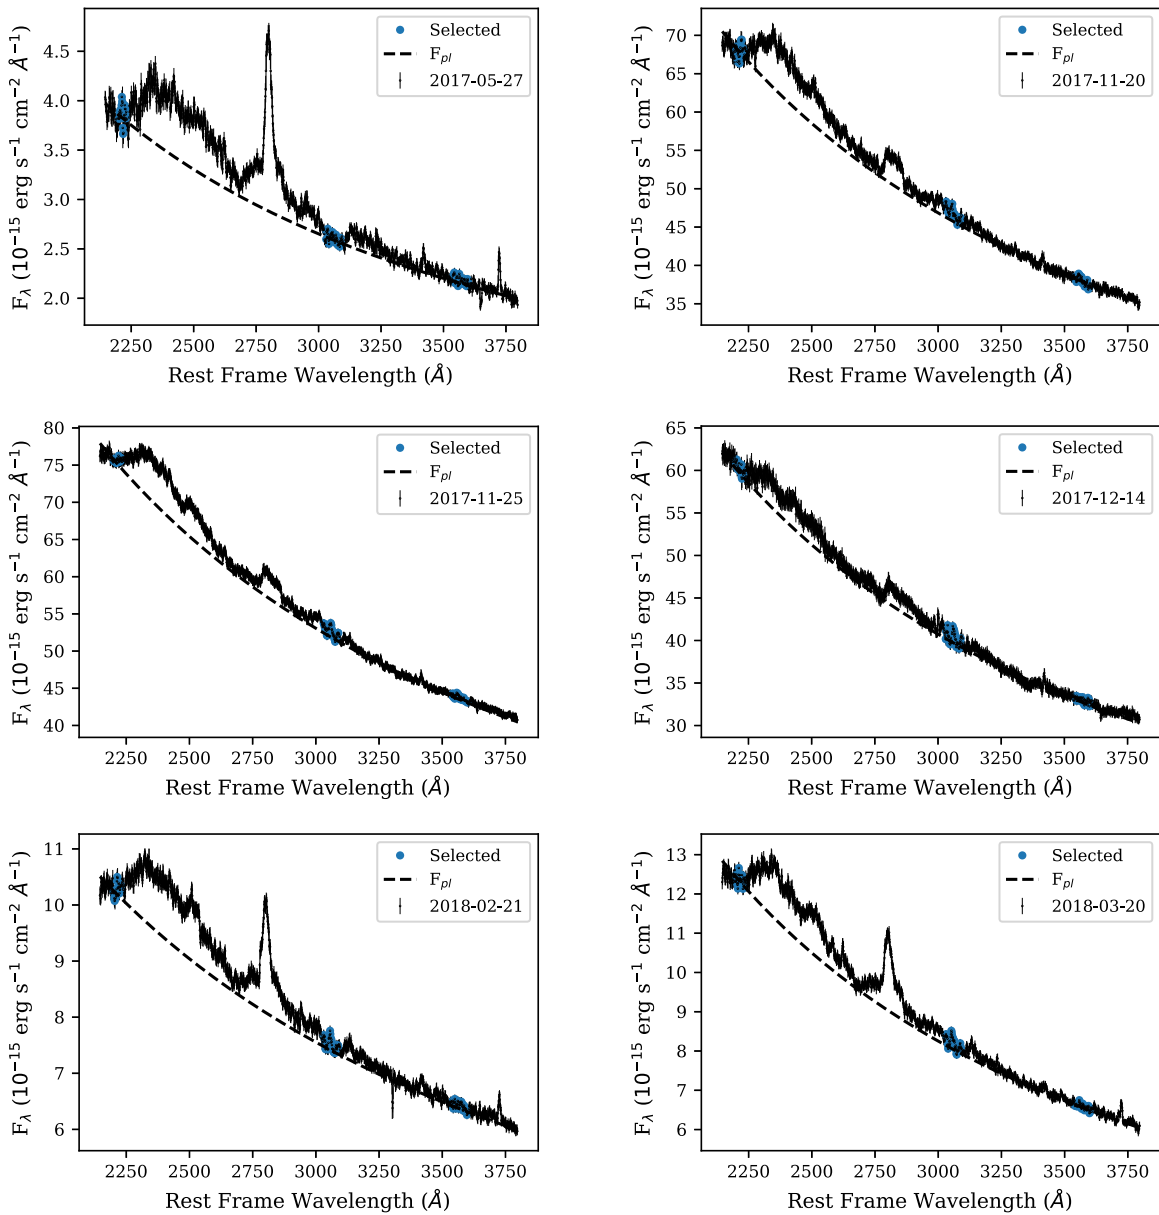 4.5
4.0
3.5
3.0
2.5
2.0
F_λ (10⁻¹⁵ erg s⁻¹ cm⁻² Å⁻¹)
Selected
F_pl
2017-05-27
2250 2500 2750 3000 3250 3500 3750
Rest Frame Wavelength (Å)
70
65
60
55
50
45
40
35
F_λ (10⁻¹⁵ erg s⁻¹ cm⁻² Å⁻¹)
Selected
F_pl
2017-11-20
2250 2500 2750 3000 3250 3500 3750
Rest Frame Wavelength (Å)
80
75
70
65
60
55
50
45
40
F_λ (10⁻¹⁵ erg s⁻¹ cm⁻² Å⁻¹)
Selected
F_pl
2017-11-25
2250 2500 2750 3000 3250 3500 3750
Rest Frame Wavelength (Å)
65
60
55
50
45
40
35
30
F_λ (10⁻¹⁵ erg s⁻¹ cm⁻² Å⁻¹)
Selected
F_pl
2017-12-14
2250 2500 2750 3000 3250 3500 3750
Rest Frame Wavelength (Å)
11
10
9
8
7
6
F_λ (10⁻¹⁵ erg s⁻¹ cm⁻² Å⁻¹)
Selected
F_pl
2018-02-21
2250 2500 2750 3000 3250 3500 3750
Rest Frame Wavelength (Å)
13
12
11
10
9
8
7
6
F_λ (10⁻¹⁵ erg s⁻¹ cm⁻² Å⁻¹)
Selected
F_pl
2018-03-20
2250 2500 2750 3000 3250 3500 3750
Rest Frame Wavelength (Å)